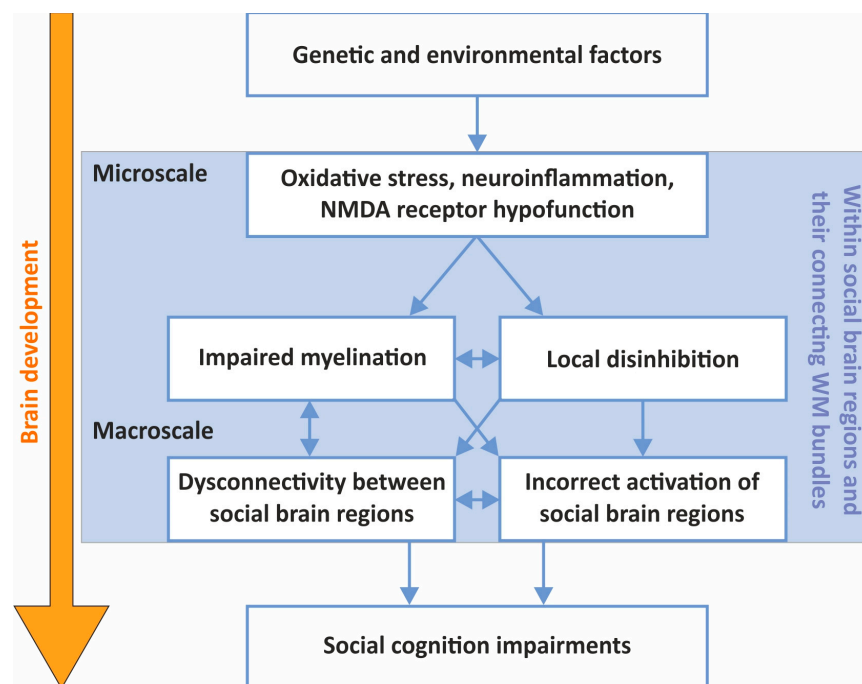 Genetic and environmental factors
Microscale
Oxidative stress, neuroinflammation,
NMDA receptor hypofunction
Within social brain regions and
their connecting WM bundles
Brain development
Impaired myelination
Local disinhibition
Macroscale
Dysconnectivity between
social brain regions
Incorrect activation of
social brain regions
Social cognition impairments